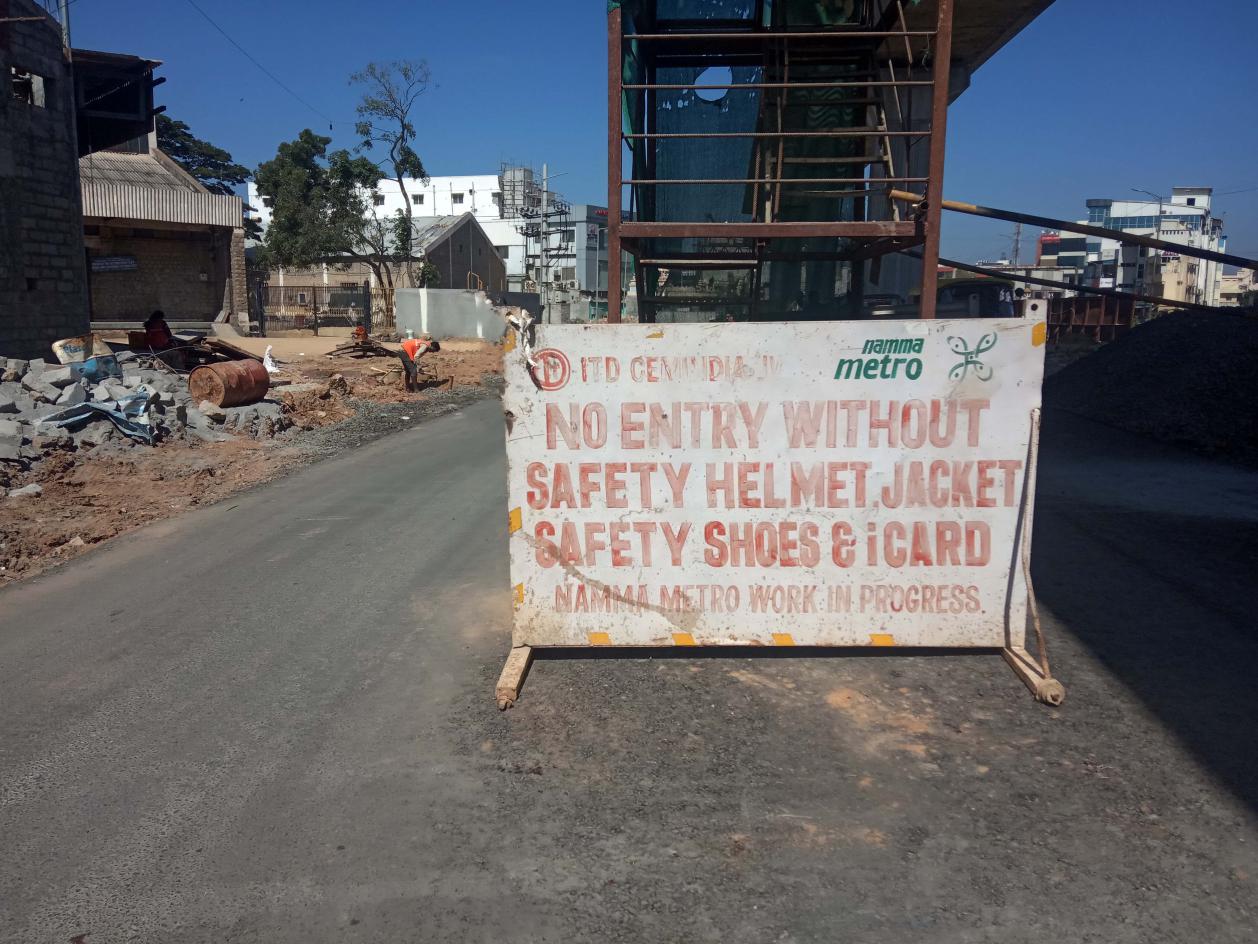 ITD CEMINDIA JV
namma
metro
NO ENTRY WITHOUT
SAFETY HELMET.JACKET
SAFETY SHOES & iCARD
NAMMA METRO WORK IN PROGRESS.